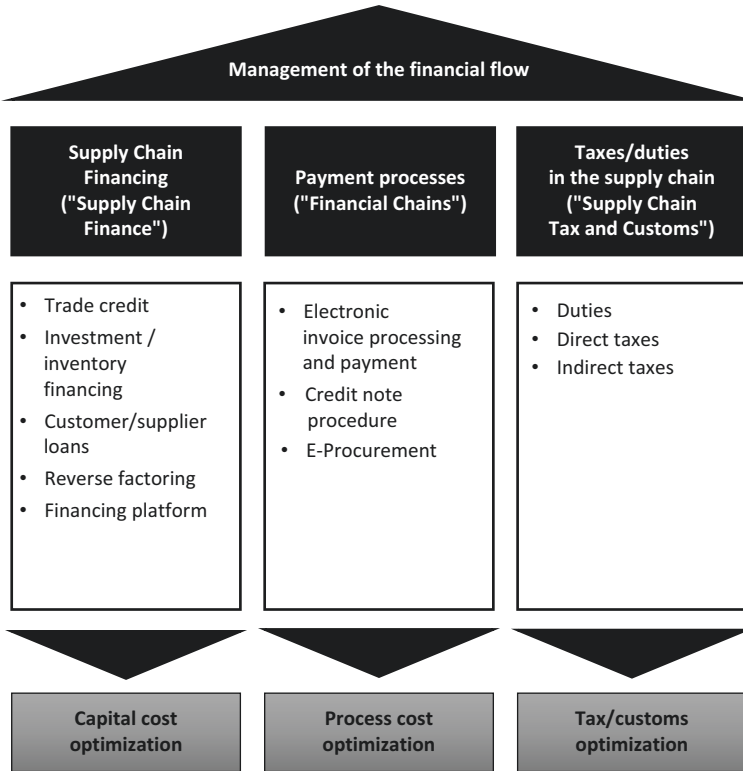 Management of the financial flow
Supply Chain
Financing
("Supply Chain
Finance")
Payment processes
("Financial Chains")
Taxes/duties
in the supply chain
("Supply Chain
Tax and Customs")
• Trade credit
• Investment /
inventory
financing
• Customer/supplier
loans
• Reverse factoring
• Financing platform
• Electronic
invoice processing
and payment
• Credit note
procedure
• E-Procurement
• Duties
• Direct taxes
• Indirect taxes
Capital cost
optimization
Process cost
optimization
Tax/customs
optimization